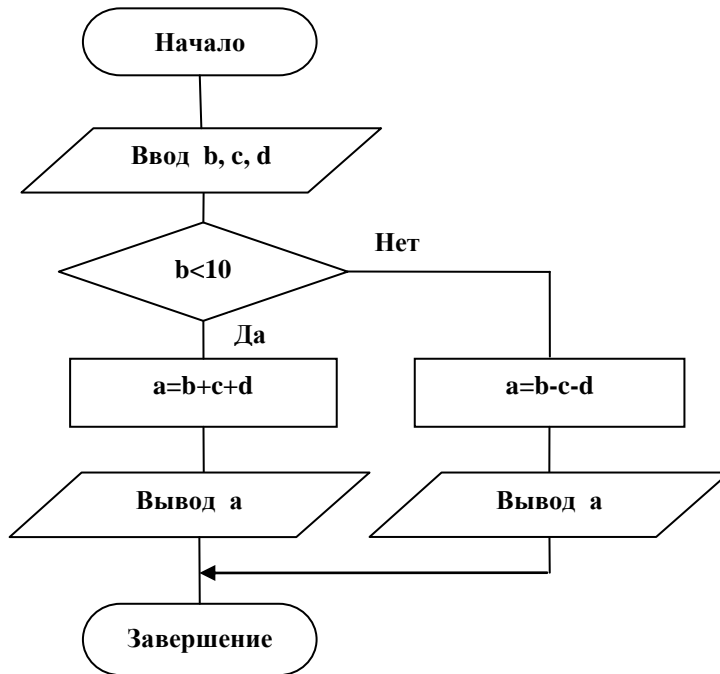 Начало
Ввод b, c, d
b<10
Нет
Да
a=b+c+d
a=b-c-d
Вывод a
Вывод a
Завершение